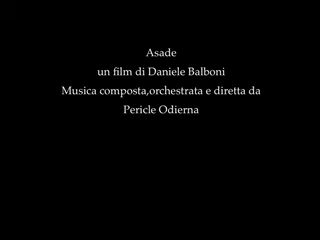 Asade
un film di Daniele Balboni
Musica composta,orchestrata e diretta da
Pericle Odierna